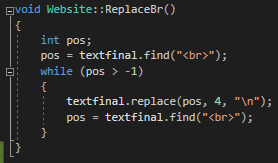 void Website::ReplaceBr()
{
int pos;
pos = textfinal.find("<br>");
while (pos > -1)
{
textfinal.replace(pos, 4, "\n");
pos = textfinal.find("<br>");
}
}